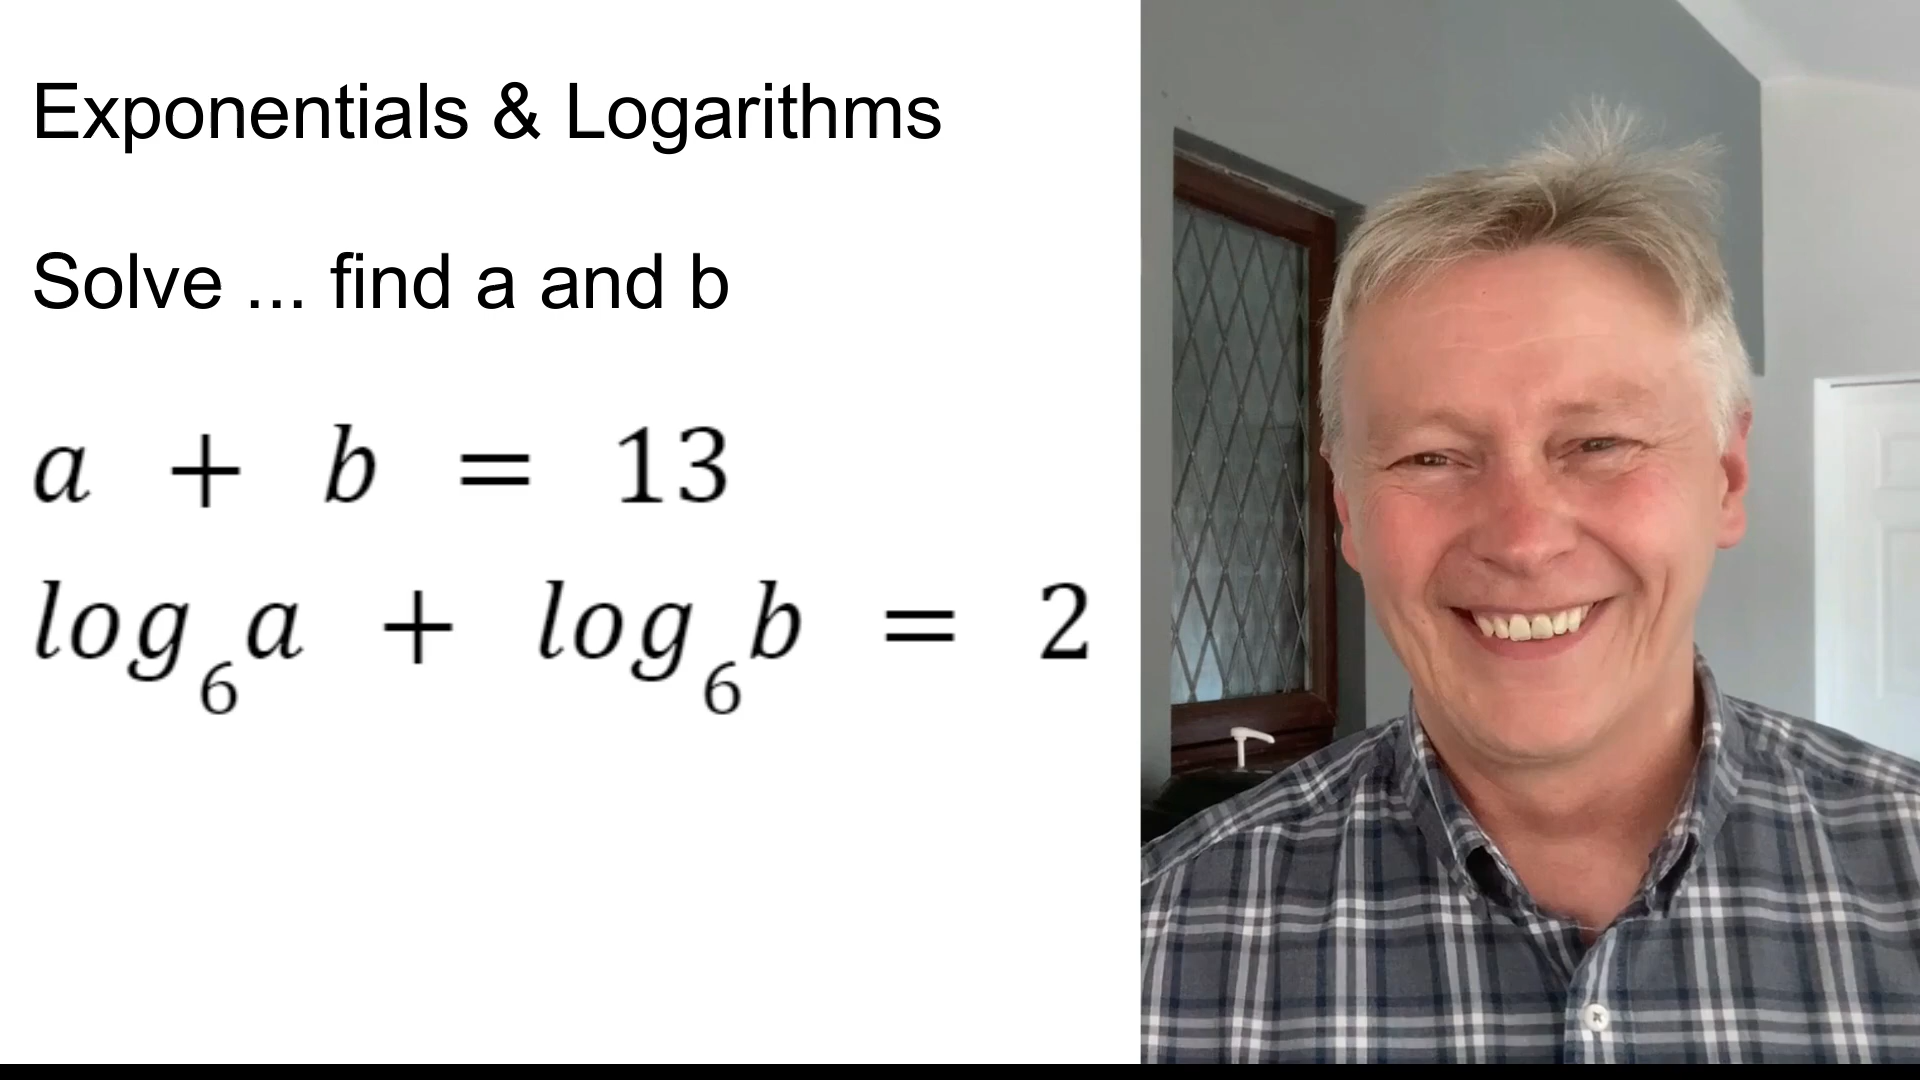 Exponentials & Logarithms
Solve ... find a and b
a + b = 13
log₆a + log₆b = 2